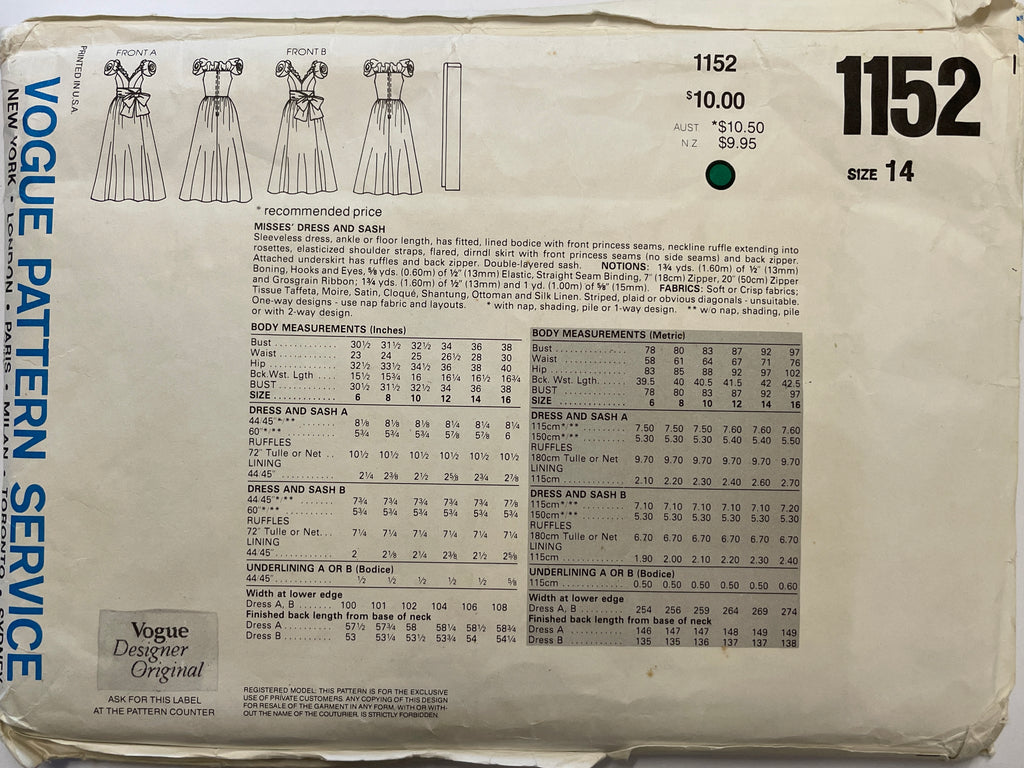 FRONT A
FRONT B
PRINTED IN U.S.A.
VOGUE PATTERN SERVICE
NEW YORK • LONDON • PARIS • MILAN • TORONTO • SYDNEY
1152
$10.00
AUST *$10.50
N Z $9.95
1152
SIZE 14
* recommended price
MISSES' DRESS AND SASH
Sleeveless dress, ankle or floor length, has fitted, lined bodice with front princess seams, neckline ruffle extending into
rosettes, elasticized shoulder straps, flared, dirndl skirt with front princess seams (no side seams) and back zipper.
Attached underskirt has ruffles and back zipper. Double-layered sash. NOTIONS: 1¾ yds. (1.60m) of ½" (13mm)
Boning, Hooks and Eyes, ⅝ yds. (0.60m) of ½" (13mm) Elastic, Straight Seam Binding, 7" (18cm) Zipper, 20" (50cm) Zipper
and Grosgrain Ribbon; 1¾ yds. (1.60m) of ½" (13mm) and 1 yd. (1.00m) of ⅝" (15mm). FABRICS: Soft or Crisp fabrics;
Tissue Taffeta, Moire, Satin, Cloqué, Shantung, Ottoman and Silk Linen. Striped, plaid or obvious diagonals - unsuitable.
One-way designs - use nap fabric and layouts. * with nap, shading, pile or 1-way design. ** w/o nap, shading, pile
or with 2-way design.
BODY MEASUREMENTS (Inches)
Bust 30½ 31½ 32½ 34 36 38
Waist 23 24 25 26½ 28 30
Hip 32½ 33½ 34½ 36 38 40
Bck.Wst. Lgth 15½ 15¾ 16 16¼ 16½ 16¾
BUST 30½ 31½ 32½ 34 36 38
SIZE 6 8 10 12 14 16
DRESS AND SASH A
44/45"*/** 8⅛ 8⅛ 8⅛ 8¼ 8¼ 8¼
60"*/** 5¾ 5¾ 5¾ 5⅞ 5⅞ 6
RUFFLES
72" Tulle or Net 10½ 10½ 10½ 10½ 10½ 10½
LINING
44/45" 2¼ 2⅜ 2½ 2⅝ 2¾ 2⅞
DRESS AND SASH B
44/45"*/** 7¾ 7¾ 7¾ 7¾ 7¾ 7⅞
60"*/** 5¾ 5¾ 5¾ 5¾ 5¾ 5¾
RUFFLES
72" Tulle or Net 7¼ 7¼ 7¼ 7¼ 7¼ 7¼
LINING
44/45" 2 2⅛ 2¼ 2⅜ 2½ 2⅝
UNDERLINING A OR B (Bodice)
44/45" ½ ½ ½ ½ ½ ⅝
Width at lower edge
Dress A, B 100 101 102 104 106 108
Finished back length from base of neck
Dress A 57½ 57¾ 58 58¼ 58½ 58¾
Dress B 53 53¼ 53½ 53¾ 54 54¼
BODY MEASUREMENTS (Metric)
Bust 78 80 83 87 92 97
Waist 58 61 64 67 71 76
Hip 83 85 88 92 97 102
Bck. Wst. Lgth. 39.5 40 40.5 41.5 42 42.5
BUST 78 80 83 87 92 97
SIZE 6 8 10 12 14 16
DRESS AND SASH A
115cm*/** 7.50 7.50 7.50 7.60 7.60 7.60
150cm*/** 5.30 5.30 5.30 5.40 5.40 5.50
RUFFLES
180cm Tulle or Net 9.70 9.70 9.70 9.70 9.70 9.70
LINING
115cm 2.10 2.20 2.30 2.40 2.60 2.70
DRESS AND SASH B
115cm*/** 7.10 7.10 7.10 7.10 7.10 7.20
150cm*/** 5.30 5.30 5.30 5.30 5.30 5.30
RUFFLES
180cm Tulle or Net 6.70 6.70 6.70 6.70 6.70 6.70
LINING
115cm 1.90 2.00 2.10 2.20 2.30 2.40
UNDERLINING A OR B (Bodice)
115cm 0.50 0.50 0.50 0.50 0.50 0.60
Width at lower edge
Dress A, B 254 256 259 264 269 274
Finished back length from base of neck
Dress A 146 147 147 148 149 149
Dress B 135 135 136 137 137 138
Vogue
Designer
Original
ASK FOR THIS LABEL
AT THE PATTERN COUNTER
REGISTERED MODEL: THIS PATTERN IS FOR THE EXCLUSIVE
USE OF PRIVATE CUSTOMERS. ANY COPYING OF THIS DESIGN
FOR RESALE OF THE GARMENT IN ANY FORM, WITH OR WITH-
OUT THE NAME OF THE COUTURIER, IS STRICTLY FORBIDDEN.